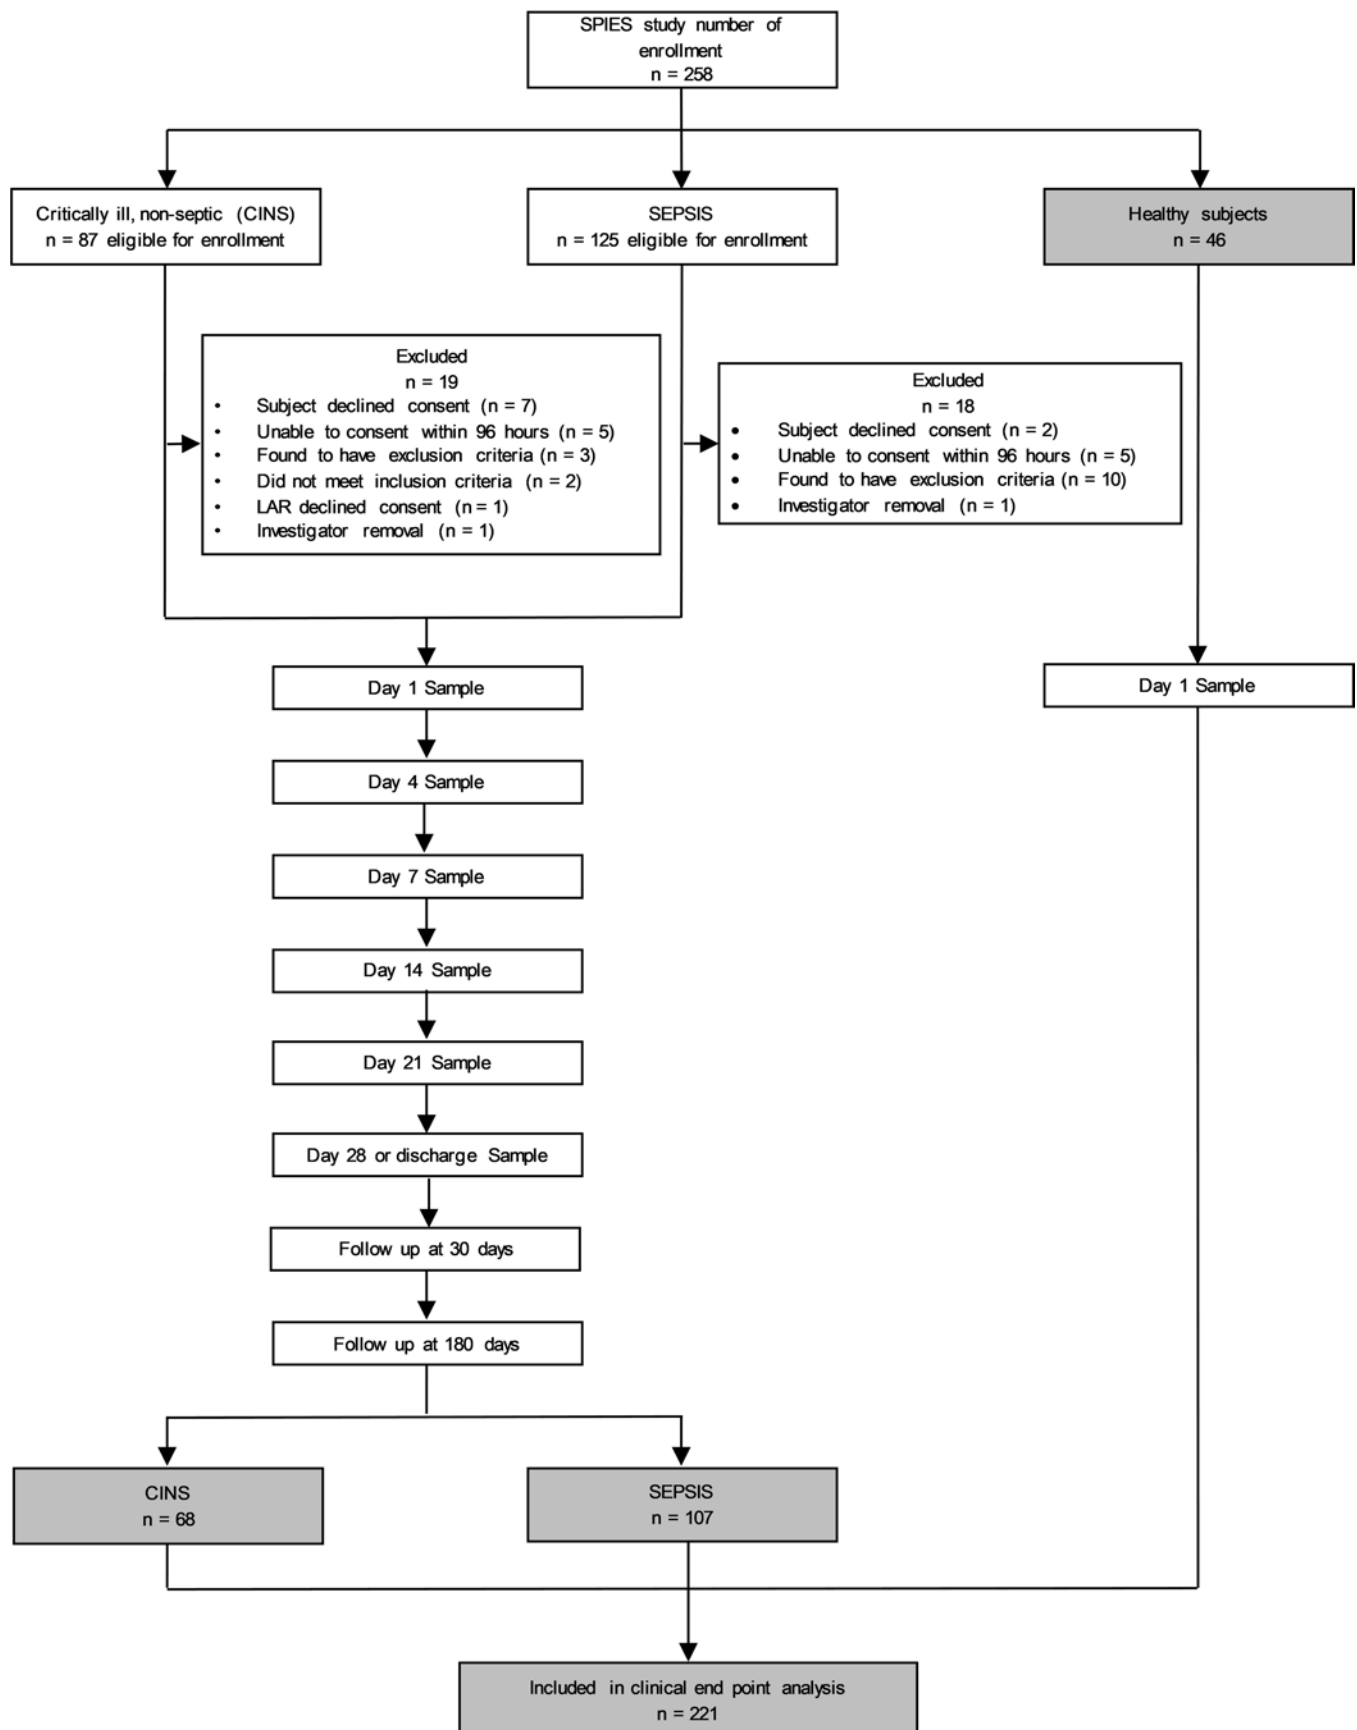 SPIES study number of
enrollment
n = 258
Critically ill, non-septic (CINS)
n = 87 eligible for enrollment
SEPSIS
n = 125 eligible for enrollment
Healthy subjects
n = 46
Excluded
n = 19
• Subject declined consent (n = 7)
• Unable to consent within 96 hours (n = 5)
• Found to have exclusion criteria (n = 3)
• Did not meet inclusion criteria (n = 2)
• LAR declined consent (n = 1)
• Investigator removal (n = 1)
Excluded
n = 18
• Subject declined consent (n = 2)
• Unable to consent within 96 hours (n = 5)
• Found to have exclusion criteria (n = 10)
• Investigator removal (n = 1)
Day 1 Sample
Day 1 Sample
Day 4 Sample
Day 7 Sample
Day 14 Sample
Day 21 Sample
Day 28 or discharge Sample
Follow up at 30 days
Follow up at 180 days
CINS
n = 68
SEPSIS
n = 107
Included in clinical end point analysis
n = 221